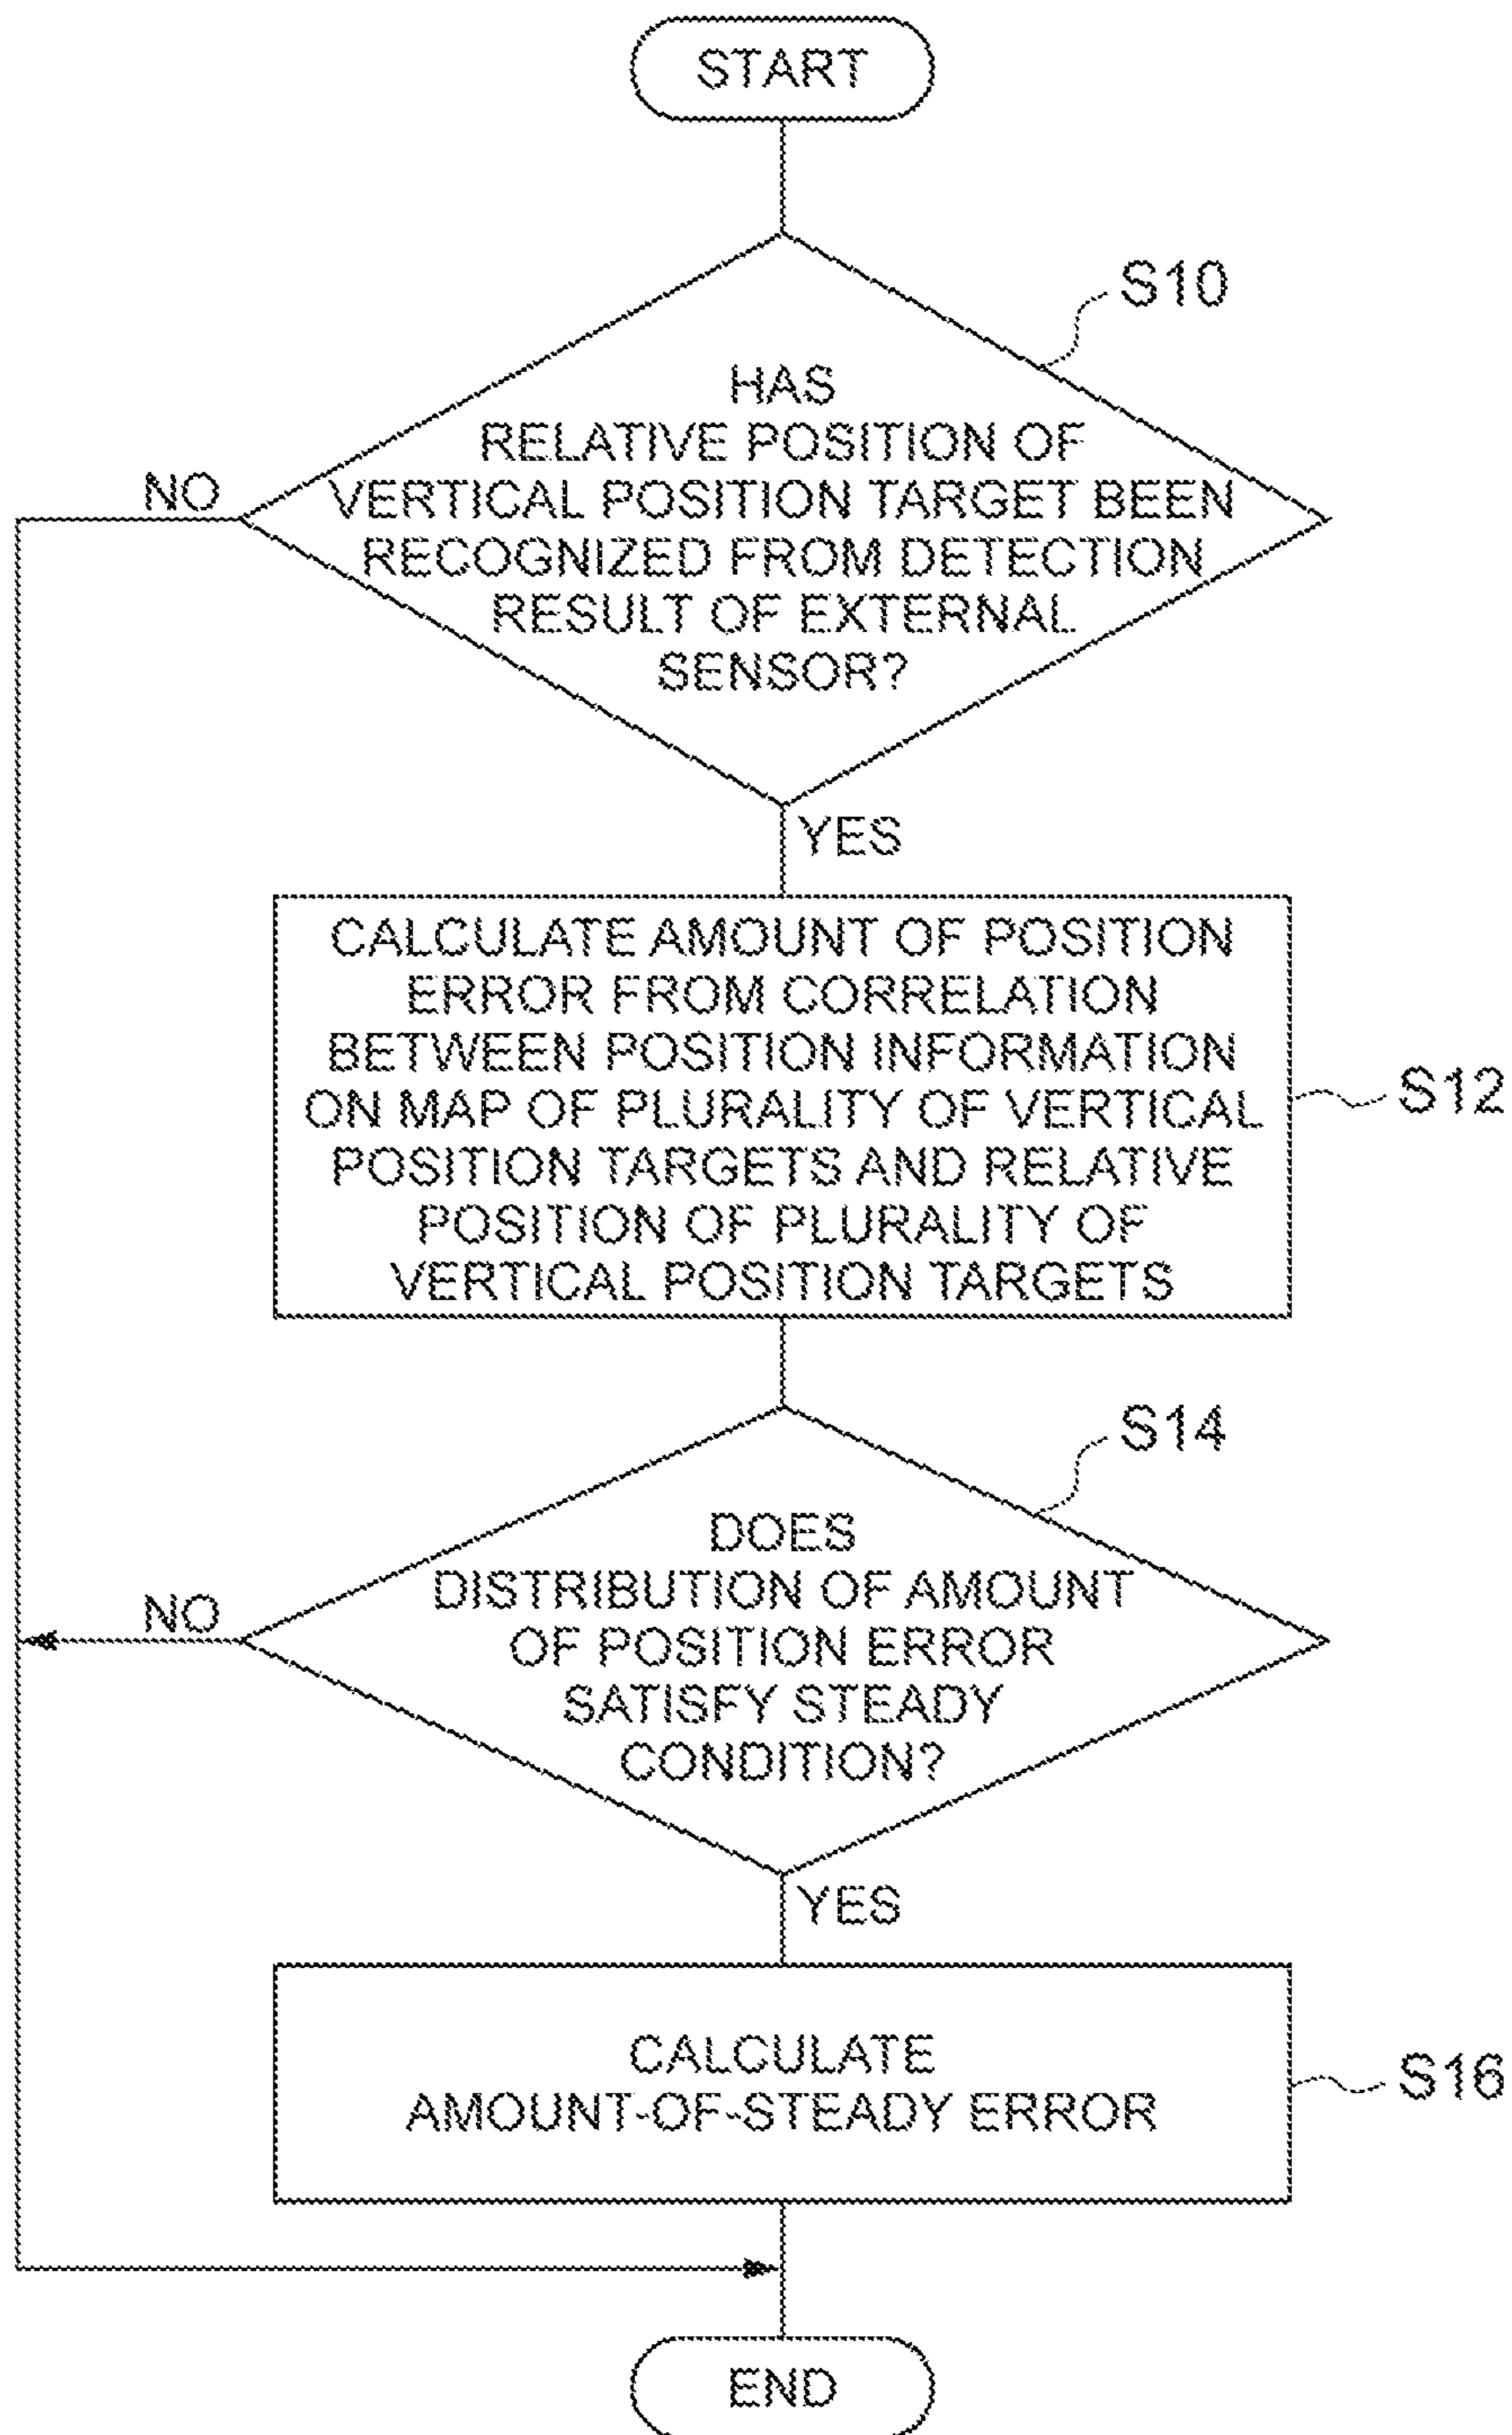 START
S10
HAS
RELATIVE POSITION OF
VERTICAL POSITION TARGET BEEN
RECOGNIZED FROM DETECTION
RESULT OF EXTERNAL
SENSOR?
NO
YES
CALCULATE AMOUNT OF POSITION
ERROR FROM CORRELATION
BETWEEN POSITION INFORMATION
ON MAP OF PLURALITY OF VERTICAL
POSITION TARGETS AND RELATIVE
POSITION OF PLURALITY OF
VERTICAL POSITION TARGETS
S12
S14
DOES
DISTRIBUTION OF AMOUNT
OF POSITION ERROR
SATISFY STEADY
CONDITION?
NO
YES
CALCULATE
AMOUNT-OF-STEADY ERROR
S16
END